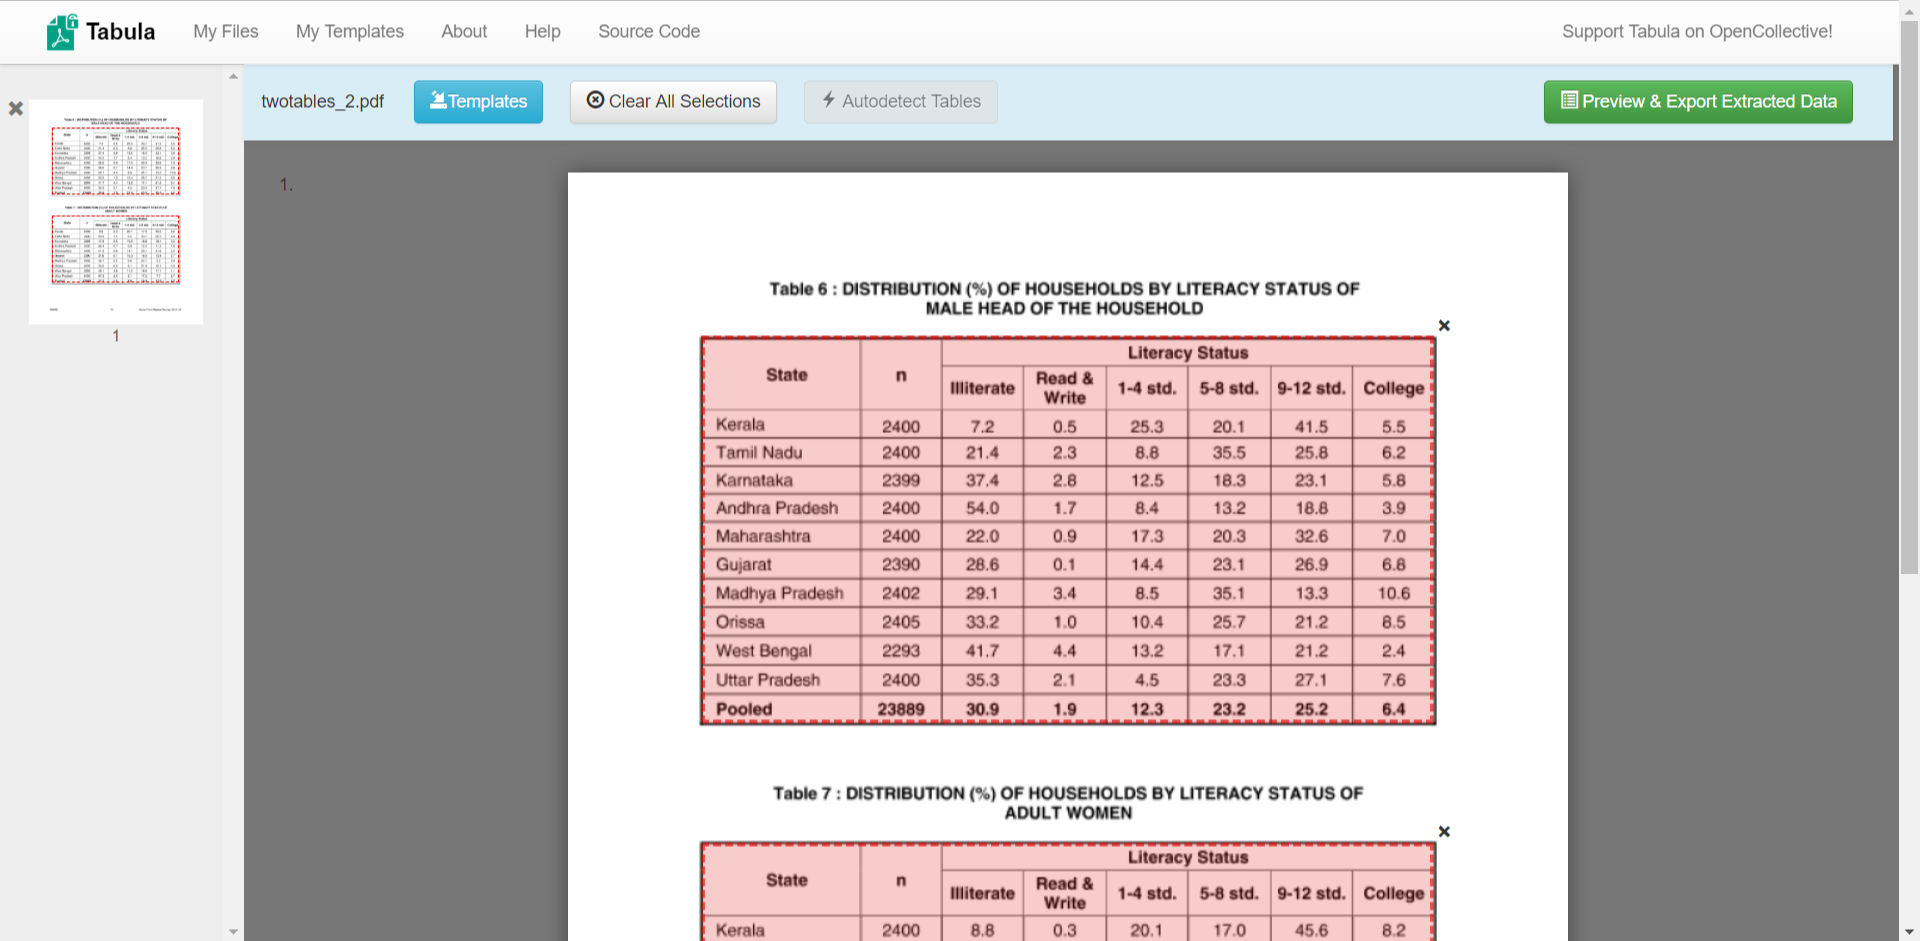 Tabula My Files My Templates About Help Source Code Support Tabula on OpenCollective!
twotables_2.pdf Templates Clear All Selections Autodetect Tables Preview & Export Extracted Data
1
1.
Table 6 : DISTRIBUTION (%) OF HOUSEHOLDS BY LITERACY STATUS OF
MALE HEAD OF THE HOUSEHOLD
State n Literacy Status
Illiterate Read & Write 1-4 std. 5-8 std. 9-12 std. College
Kerala 2400 7.2 0.5 25.3 20.1 41.5 5.5
Tamil Nadu 2400 21.4 2.3 8.8 35.5 25.8 6.2
Karnataka 2399 37.4 2.8 12.5 18.3 23.1 5.8
Andhra Pradesh 2400 54.0 1.7 8.4 13.2 18.8 3.9
Maharashtra 2400 22.0 0.9 17.3 20.3 32.6 7.0
Gujarat 2390 28.6 0.1 14.4 23.1 26.9 6.8
Madhya Pradesh 2402 29.1 3.4 8.5 35.1 13.3 10.6
Orissa 2405 33.2 1.0 10.4 25.7 21.2 8.5
West Bengal 2293 41.7 4.4 13.2 17.1 21.2 2.4
Uttar Pradesh 2400 35.3 2.1 4.5 23.3 27.1 7.6
Pooled 23889 30.9 1.9 12.3 23.2 25.2 6.4
Table 7 : DISTRIBUTION (%) OF HOUSEHOLDS BY LITERACY STATUS OF
ADULT WOMEN
State n Literacy Status
Illiterate Read & Write 1-4 std. 5-8 std. 9-12 std. College
Kerala 2400 8.8 0.3 20.1 17.0 45.6 8.2